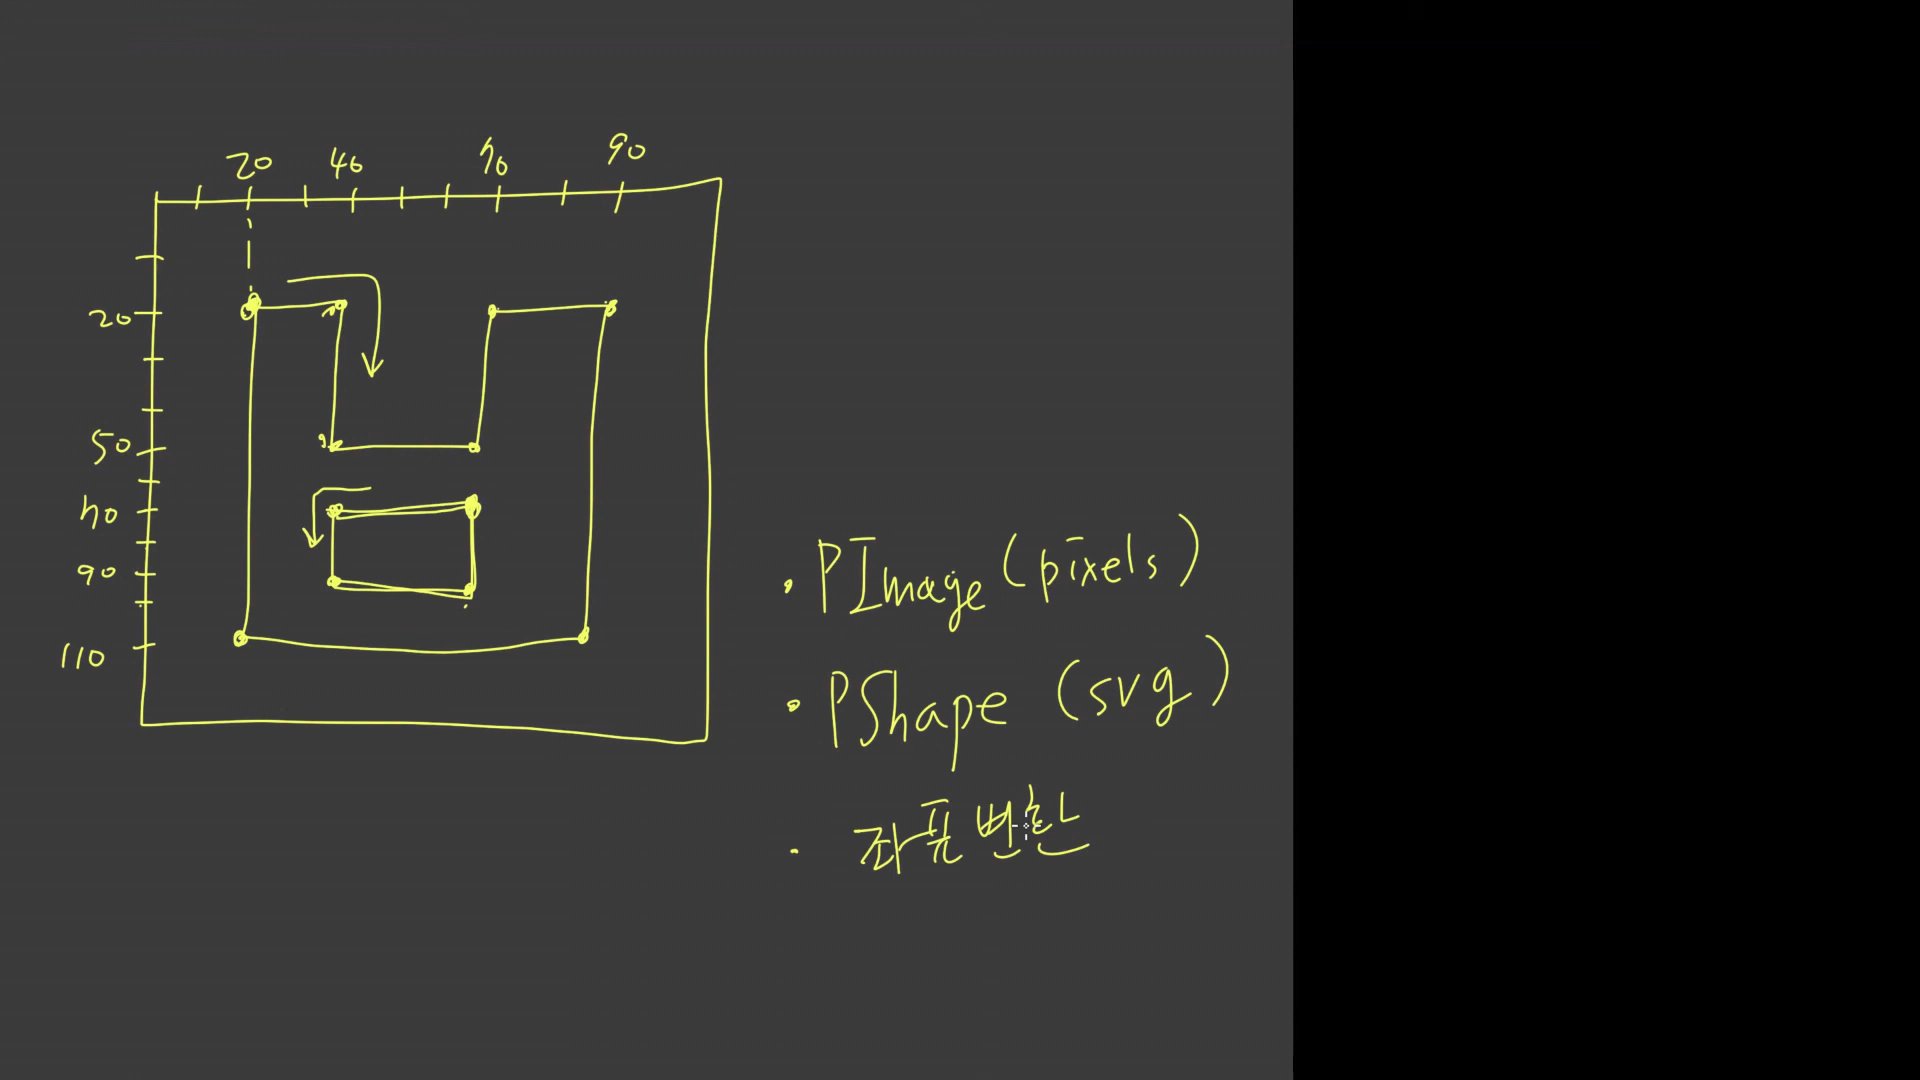 20 40 70 90
20
50
70
90
110
• PImage (pixels)
• PShape (svg)
• 좌표변환